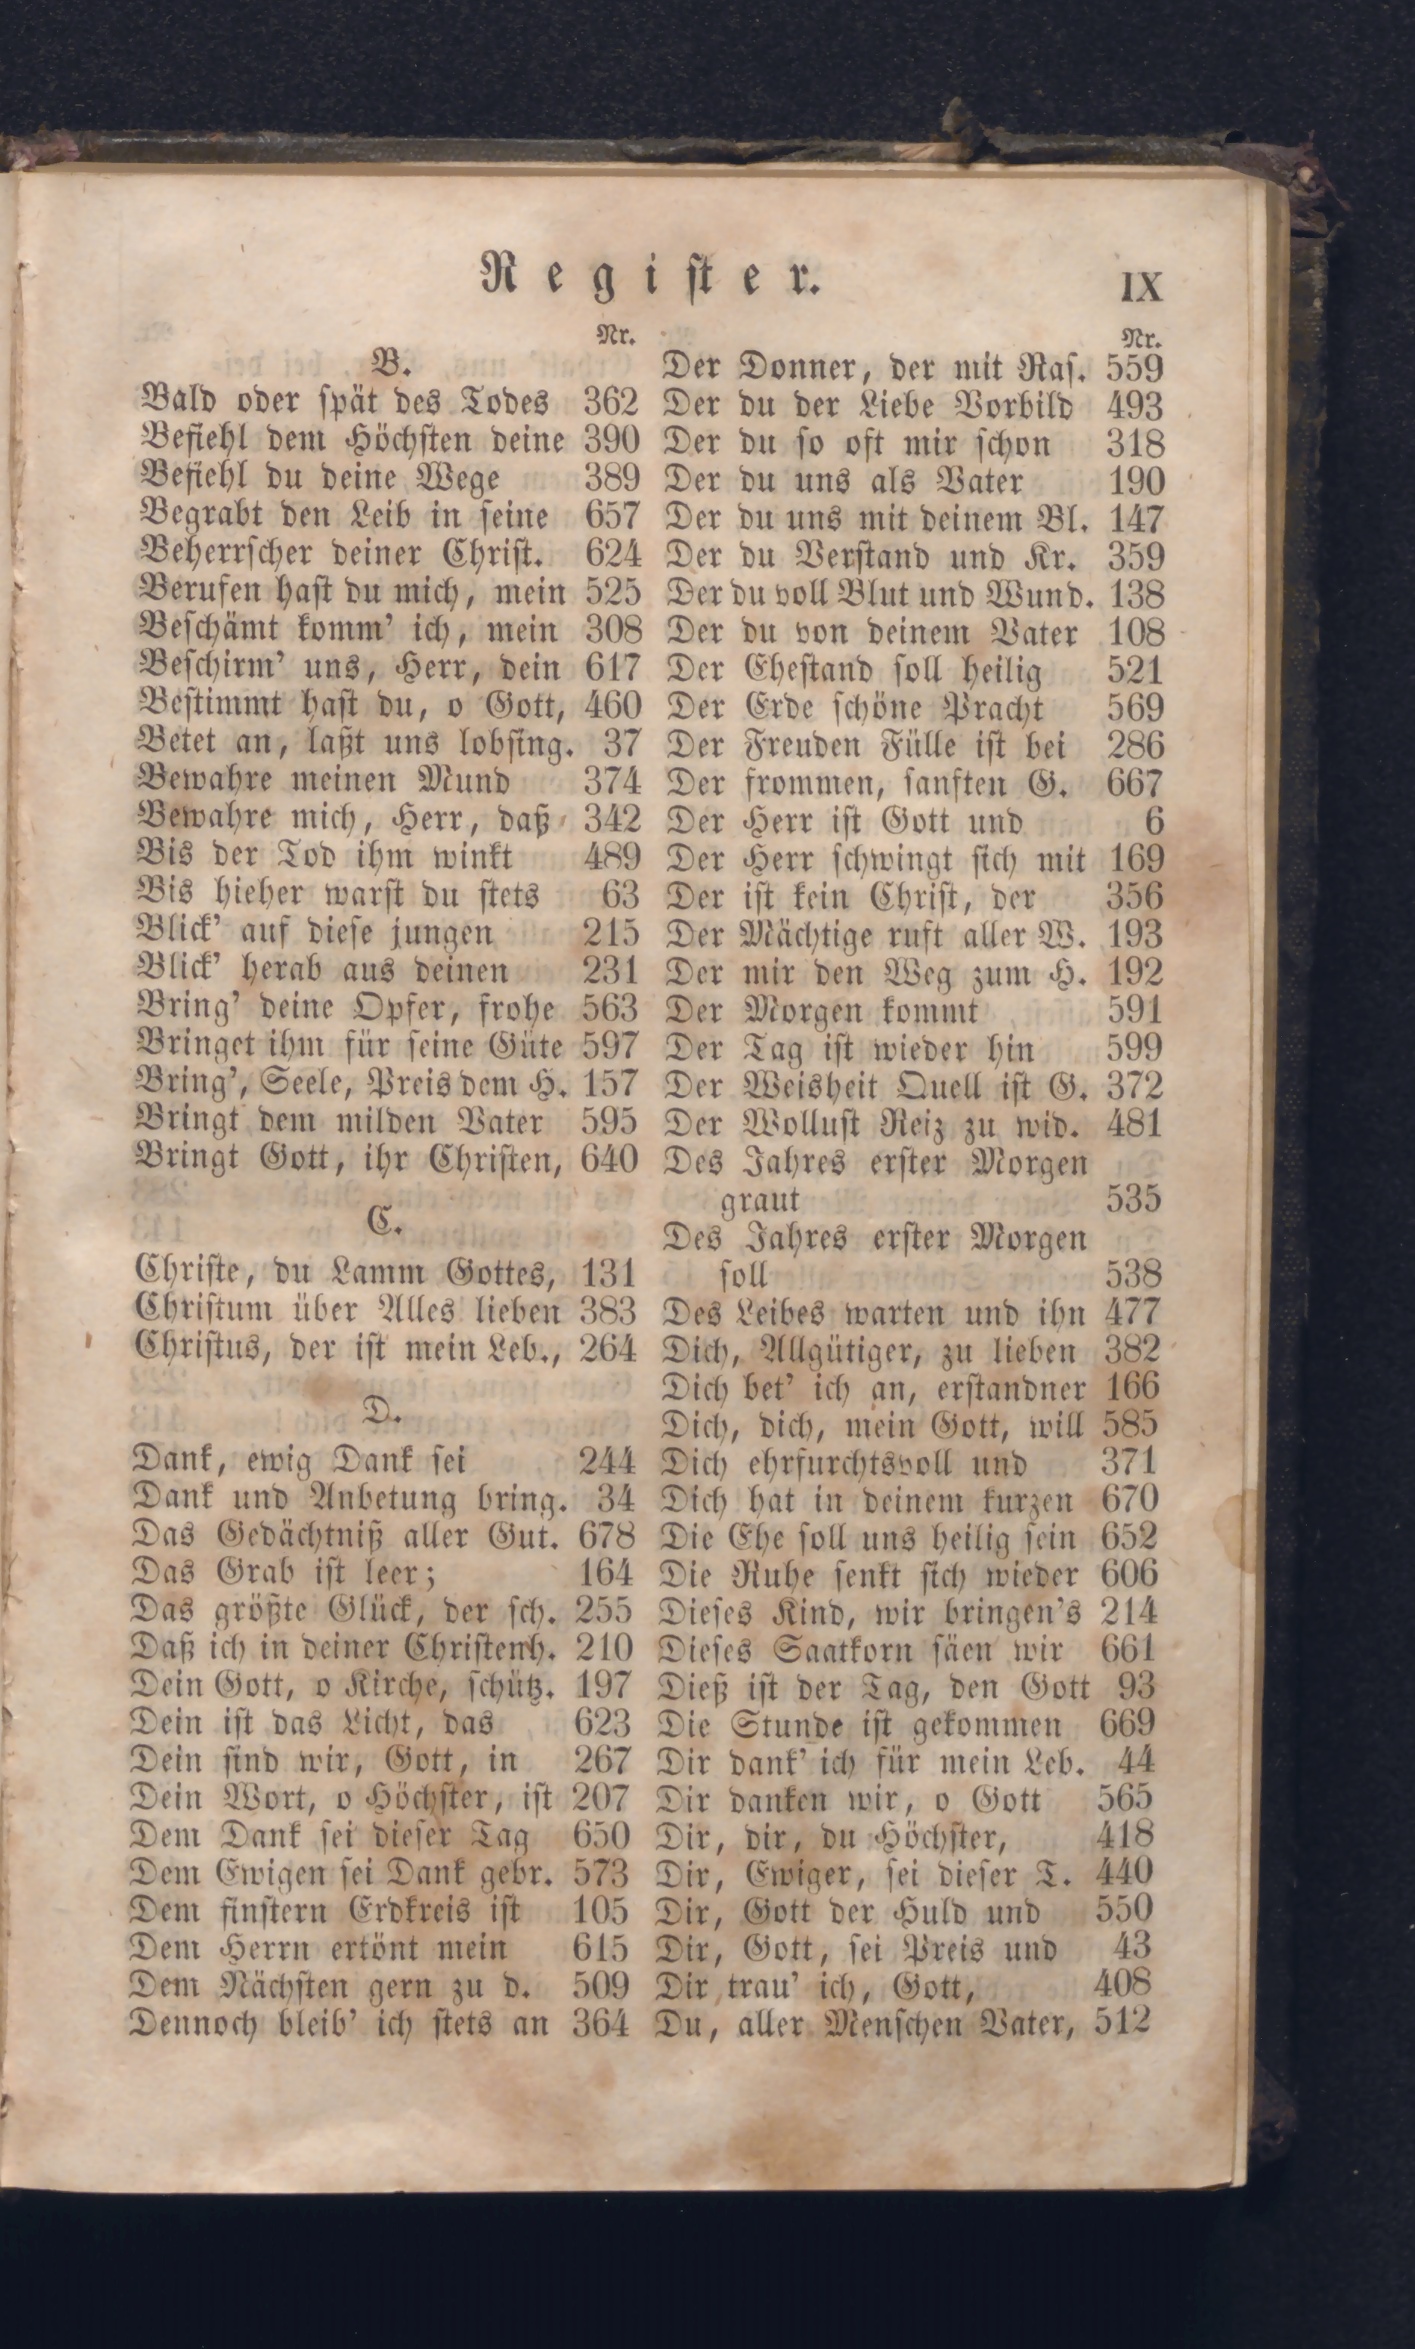 Register.
IX
Nr.
B.
Bald oder spät des Todes 362
Befiehl dem Höchsten deine 390
Befiehl du deine Wege 389
Begrabt den Leib in seine 657
Beherrscher deiner Christ. 624
Berufen hast du mich, mein 525
Beschämt komm' ich, mein 308
Beschirm' uns, Herr, dein 617
Bestimmt hast du, o Gott, 460
Betet an, laßt uns lobsing. 37
Bewahre meinen Mund 374
Bewahre mich, Herr, daß 342
Bis der Tod ihm winkt 489
Bis hieher warst du stets 63
Blick' auf diese jungen 215
Blick' herab aus deinen 231
Bring' deine Opfer, frohe 563
Bringet ihm für seine Güte 597
Bring', Seele, Preis dem H. 157
Bringt dem milden Vater 595
Bringt Gott, ihr Christen, 640
C.
Christe, du Lamm Gottes, 131
Christum über Alles lieben 383
Christus, der ist mein Leb., 264
D.
Dank, ewig Dank sei 244
Dank und Anbetung bring. 34
Das Gedächtniß aller Gut. 678
Das Grab ist leer; 164
Das größte Glück, der sch. 255
Daß ich in deiner Christenh. 210
Dein Gott, o Kirche, schütz. 197
Dein ist das Licht, das 623
Dein sind wir, Gott, in 267
Dein Wort, o Höchster, ist 207
Dem Dank sei dieser Tag 650
Dem Ewigen sei Dank gebr. 573
Dem finstern Erdkreis ist 105
Dem Herrn ertönt mein 615
Dem Nächsten gern zu d. 509
Dennoch bleib' ich stets an 364
Nr.
Der Donner, der mit Ras. 559
Der du der Liebe Vorbild 493
Der du so oft mir schon 318
Der du uns als Vater 190
Der du uns mit deinem Bl. 147
Der du Verstand und Kr. 359
Der du voll Blut und Wund. 138
Der du von deinem Vater 108
Der Ehestand soll heilig 521
Der Erde schöne Pracht 569
Der Freuden Fülle ist bei 286
Der frommen, sanften G. 667
Der Herr ist Gott und 6
Der Herr schwingt sich mit 169
Der ist kein Christ, der 356
Der Mächtige ruft aller W. 193
Der mir den Weg zum H. 192
Der Morgen kommt 591
Der Tag ist wieder hin 599
Der Weisheit Quell ist G. 372
Der Wollust Reiz zu wid. 481
Des Jahres erster Morgen
graut 535
Des Jahres erster Morgen
soll 538
Des Leibes warten und ihn 477
Dich, Allgütiger, zu lieben 382
Dich bet' ich an, erstandner 166
Dich, dich, mein Gott, will 585
Dich ehrfurchtsvoll und 371
Dich hat in deinem kurzen 670
Die Ehe soll uns heilig sein 652
Die Ruhe senkt sich wieder 606
Dieses Kind, wir bringen's 214
Dieses Saatkorn säen wir 661
Dieß ist der Tag, den Gott 93
Die Stunde ist gekommen 669
Dir dank' ich für mein Leb. 44
Dir danken wir, o Gott 565
Dir, dir, du Höchster, 418
Dir, Ewiger, sei dieser T. 440
Dir, Gott der Huld und 550
Dir, Gott, sei Preis und 43
Dir trau' ich, Gott, 408
Du, aller Menschen Vater, 512